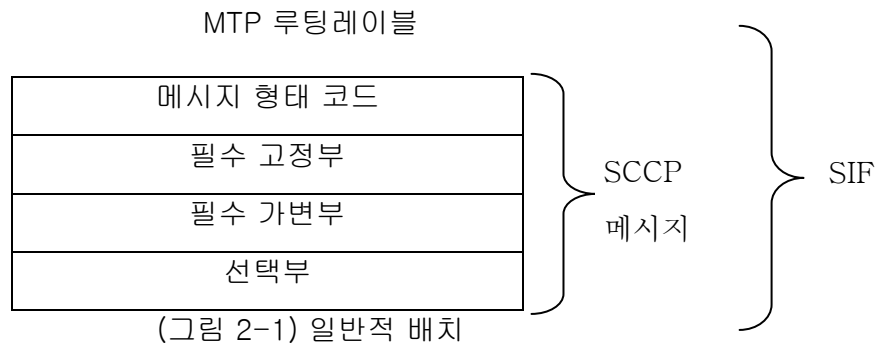 MTP 루팅레이블
메시지 형태 코드
필수 고정부
필수 가변부
선택부
SCCP
메시지
SIF
(그림 2-1) 일반적 배치